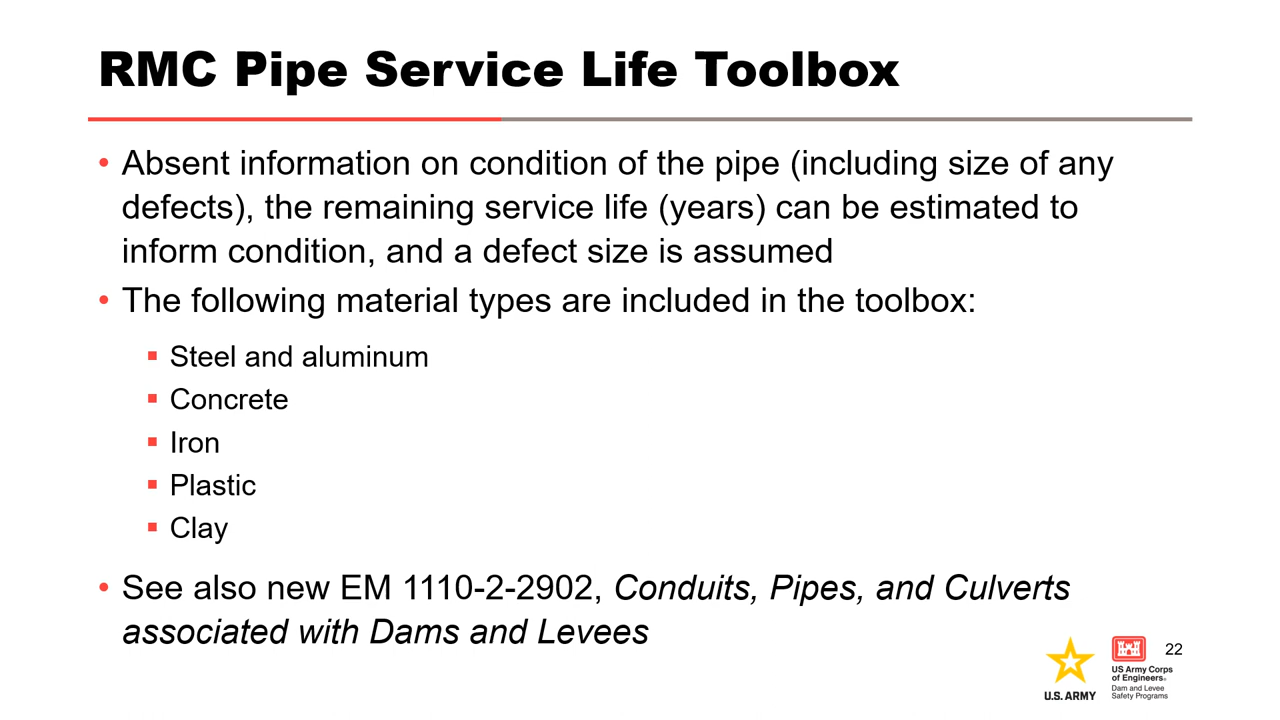 RMC Pipe Service Life Toolbox
• Absent information on condition of the pipe (including size of any
defects), the remaining service life (years) can be estimated to
inform condition, and a defect size is assumed
• The following material types are included in the toolbox:
▪ Steel and aluminum
▪ Concrete
▪ Iron
▪ Plastic
▪ Clay
• See also new EM 1110-2-2902, Conduits, Pipes, and Culverts
associated with Dams and Levees
22
U.S. ARMY
US Army Corps
of Engineers®
Dam and Levee
Safety Programs